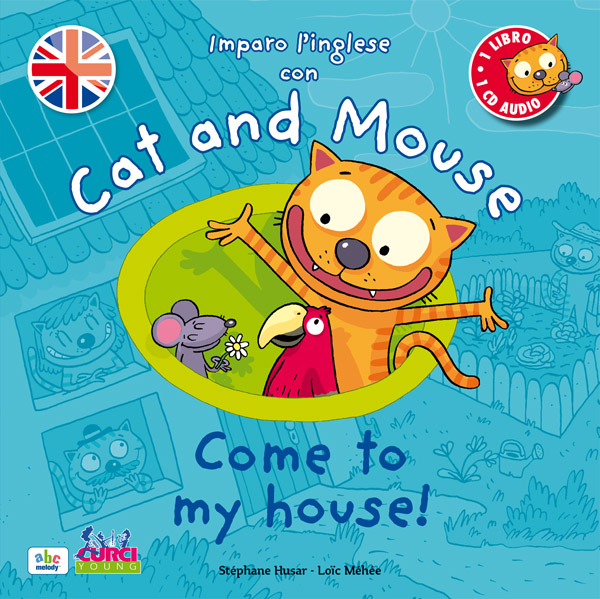 Imparo l'inglese
con
Cat and Mouse
• 1 LIBRO •
1 CD AUDIO
Come to
my house!
abc
melody
CURCI
YOUNG
Stéphane Husar - Loïc Méhée